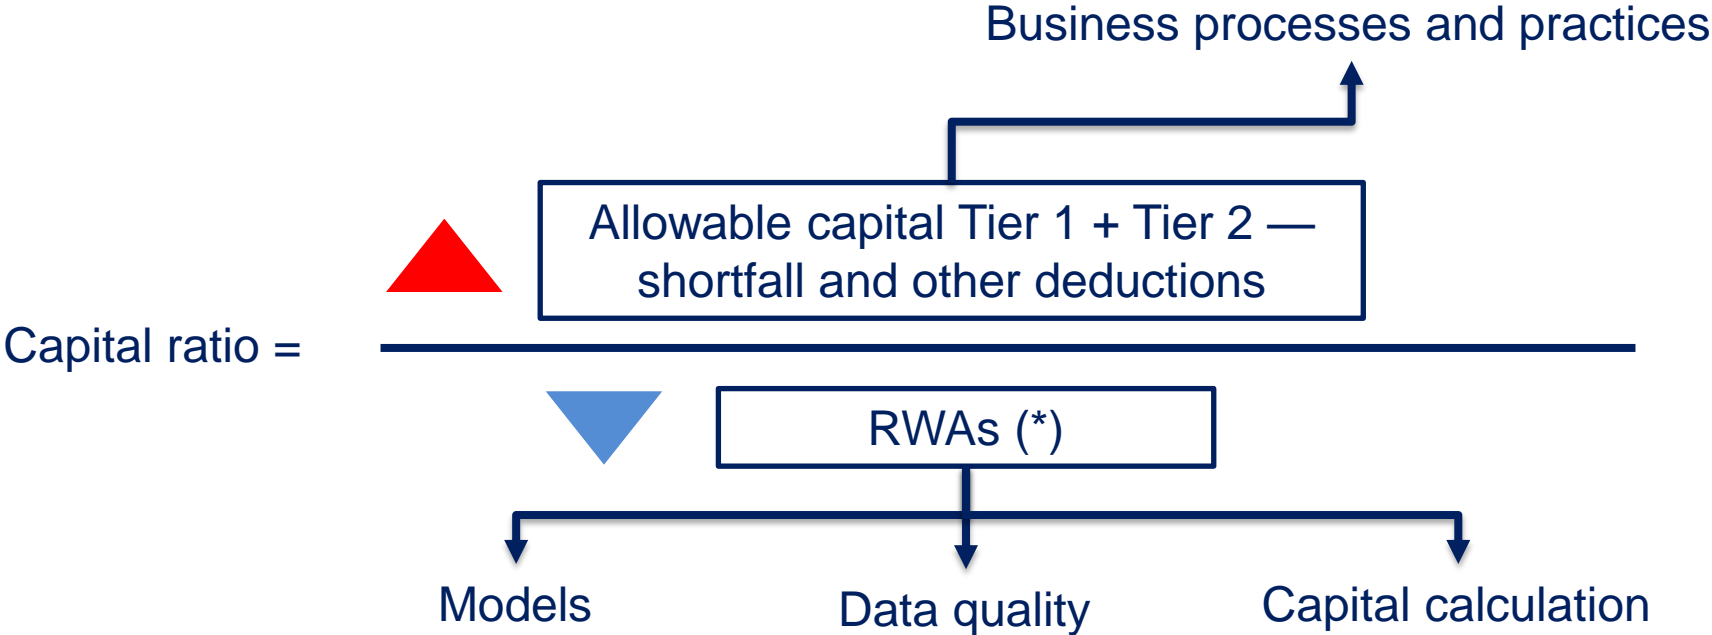 Business processes and practices
Allowable capital Tier 1 + Tier 2 —
shortfall and other deductions
Capital ratio =
RWAs (*)
Models
Data quality
Capital calculation